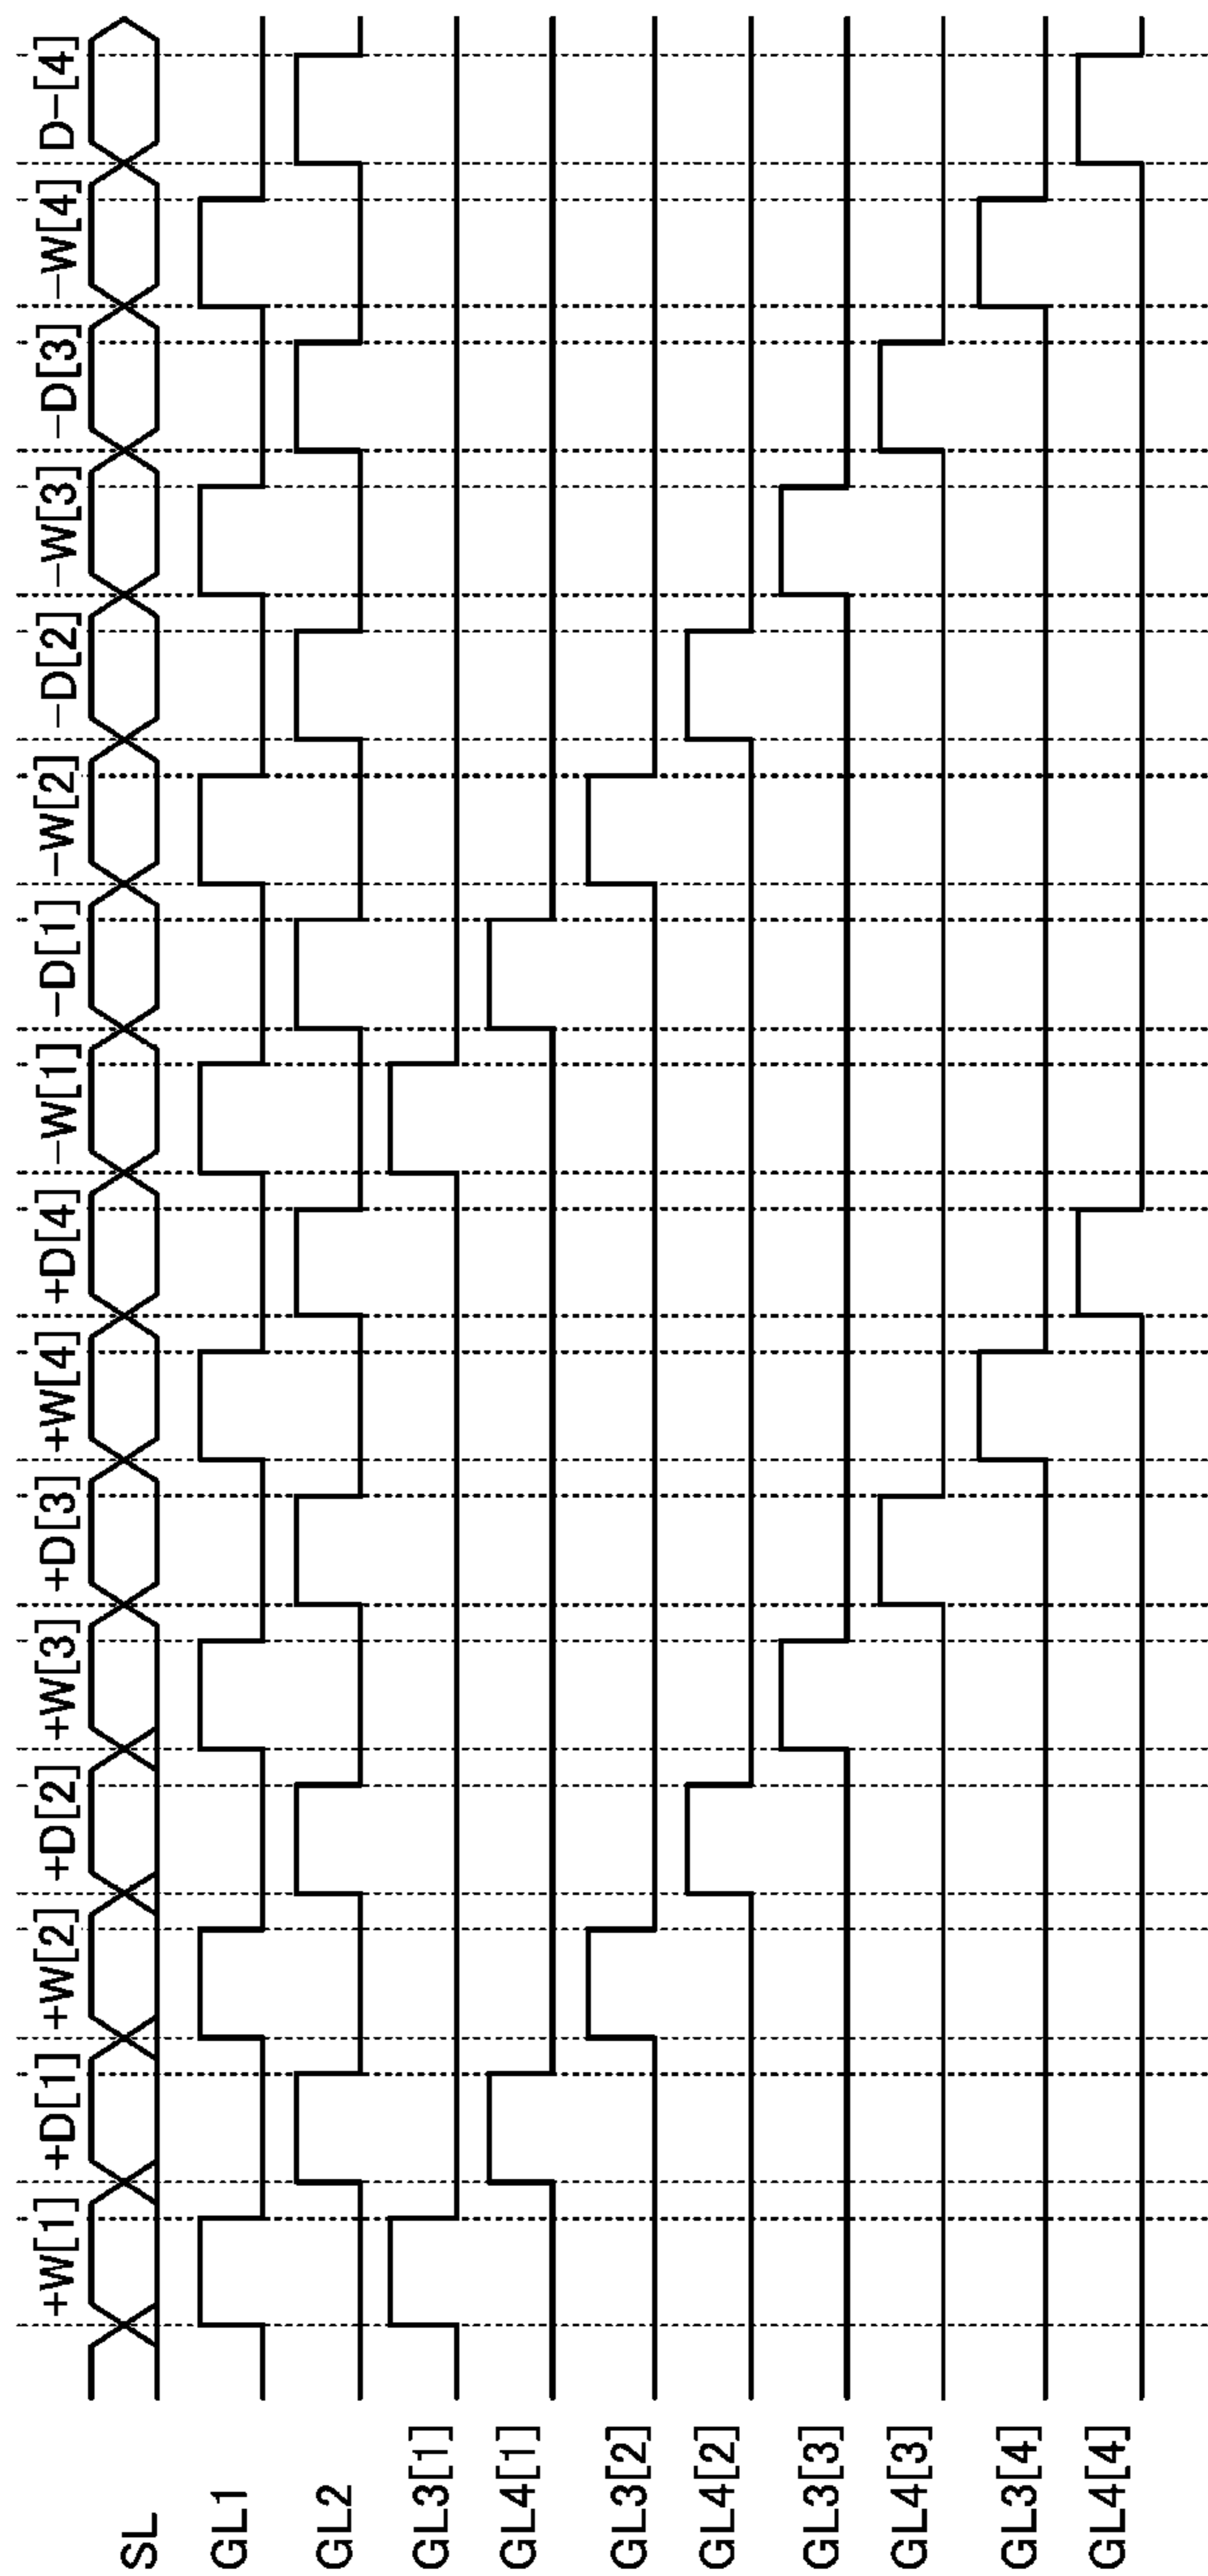 +W[1] +D[1] +W[2] +D[2] +W[3] +D[3] +W[4] +D[4] −W[1] −D[1] −W[2] −D[2] −W[3] −D[3] −W[4] D−[4]
SL
GL1
GL2
GL3[1]
GL4[1]
GL3[2]
GL4[2]
GL3[3]
GL4[3]
GL3[4]
GL4[4]